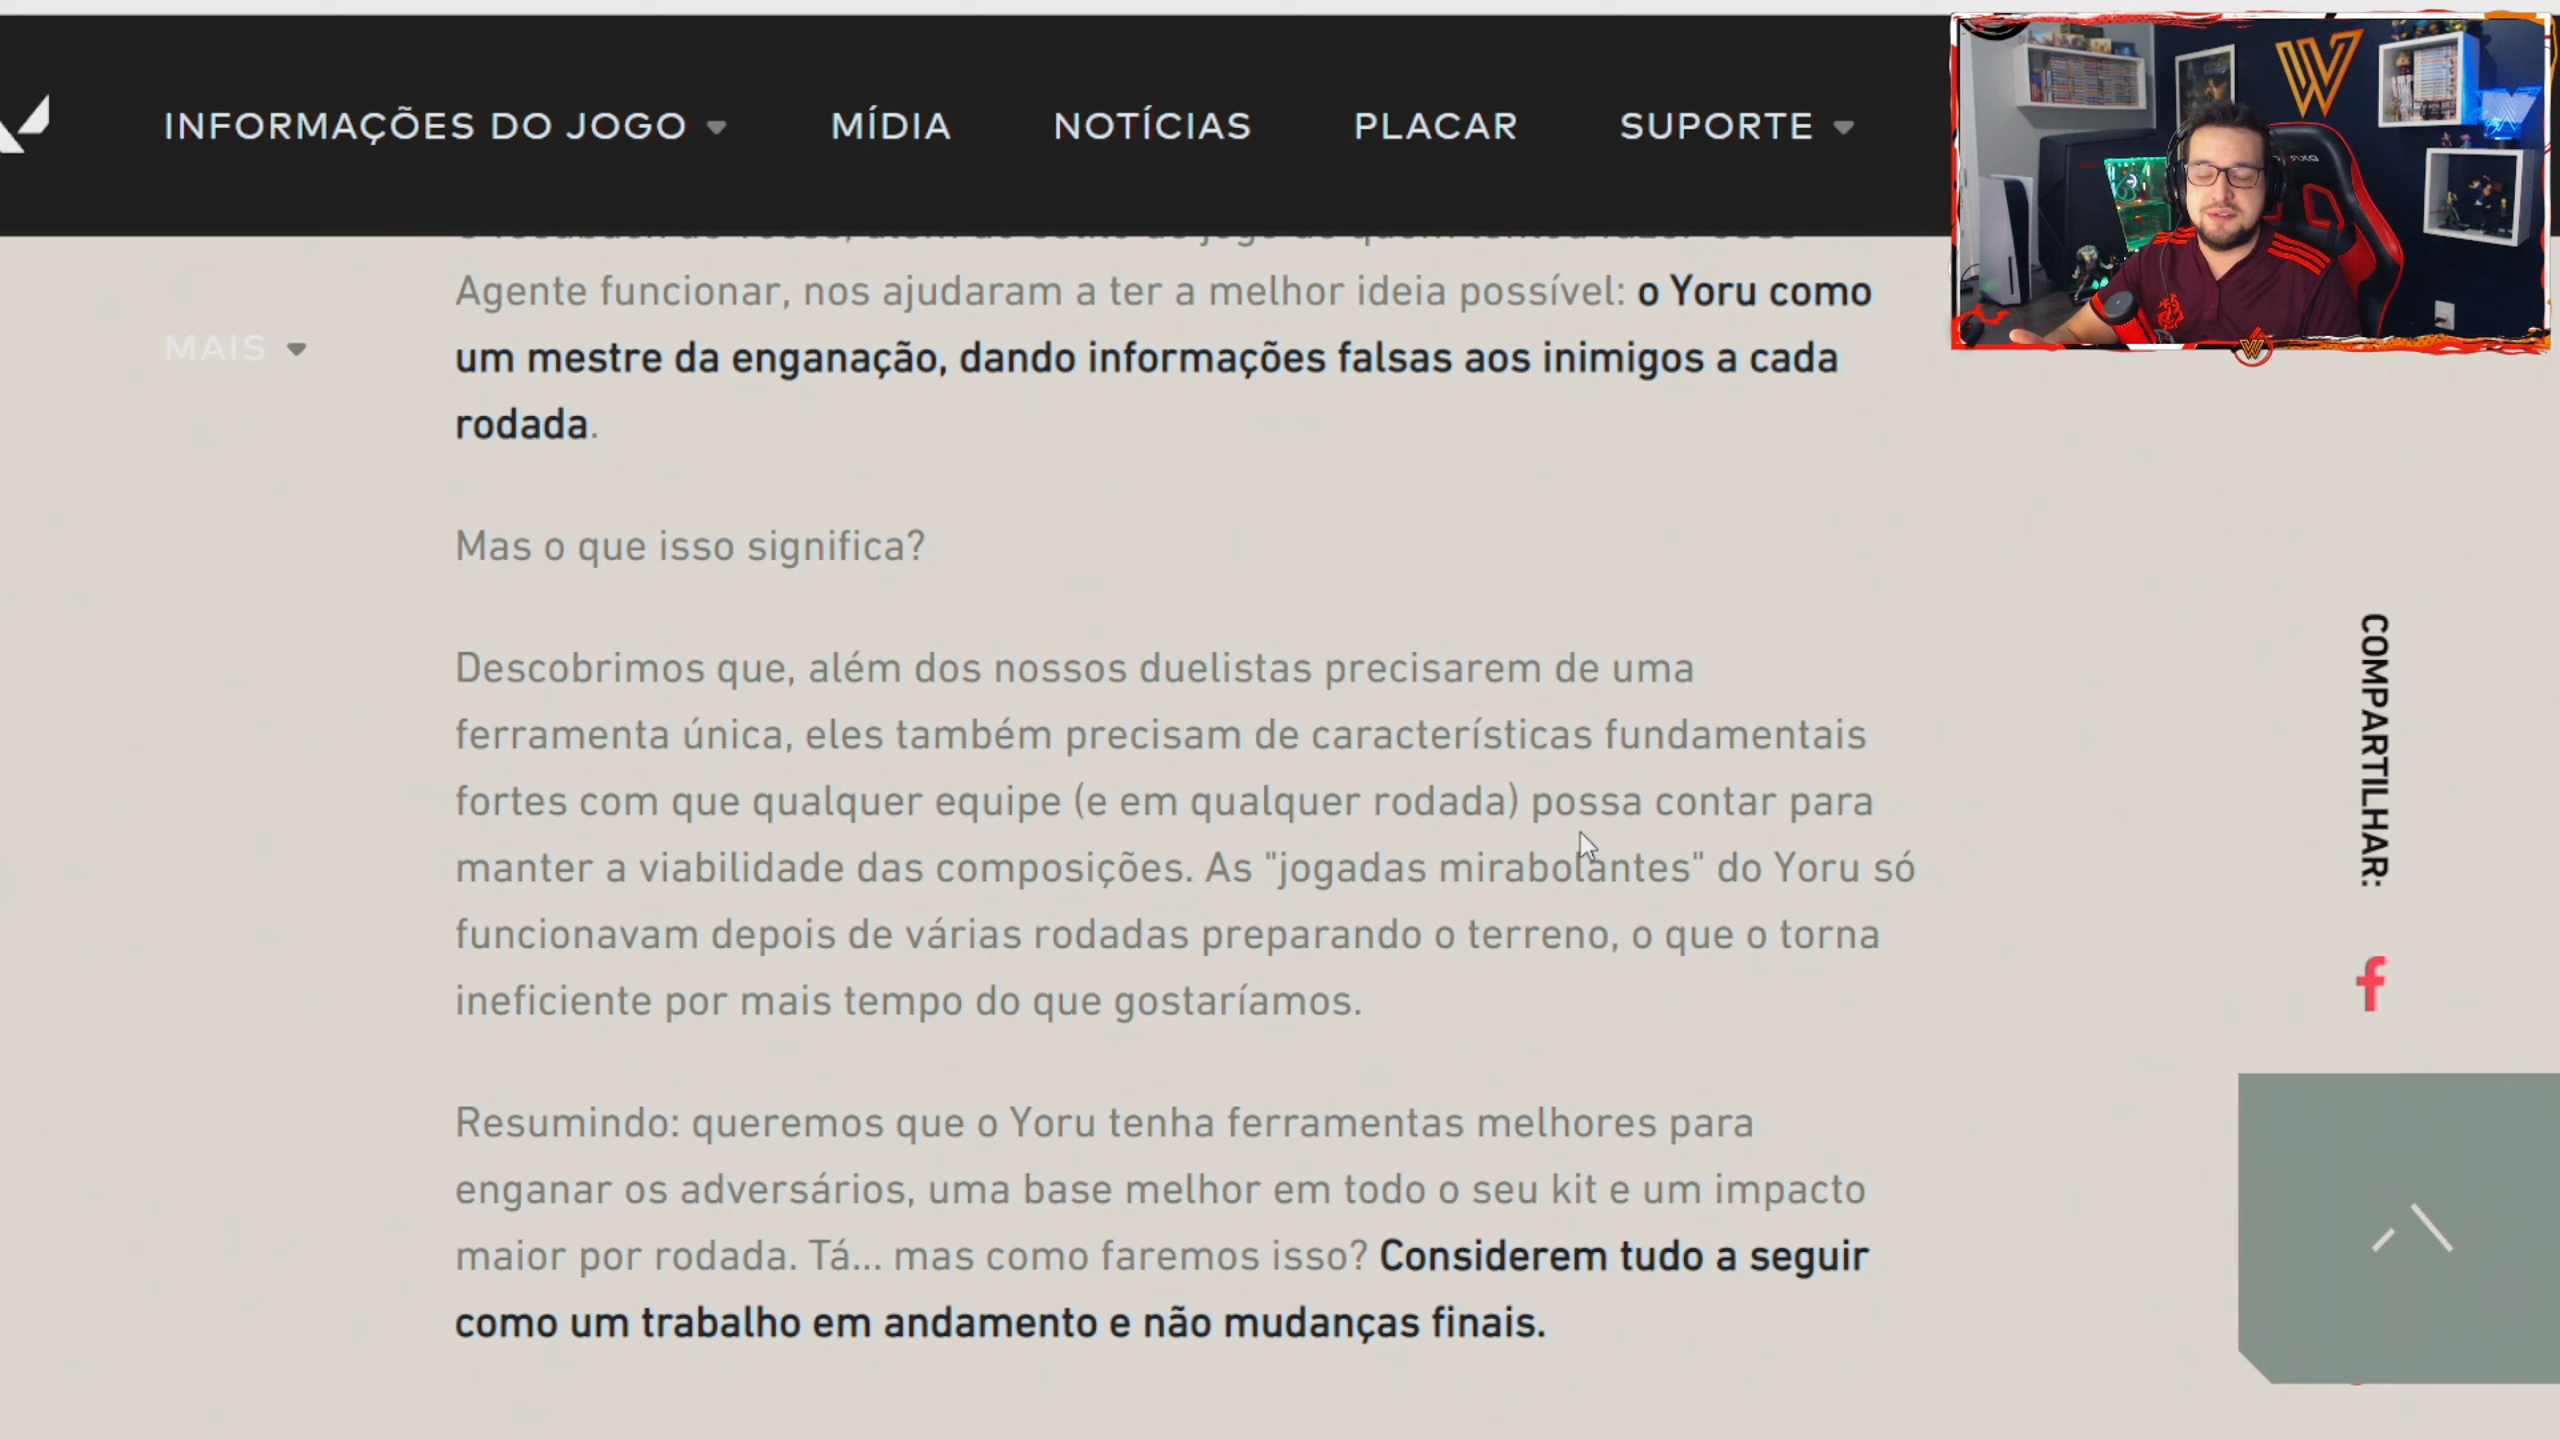 INFORMAÇÕES DO JOGO
MÍDIA
NOTÍCIAS
PLACAR
SUPORTE
MAIS
Agente funcionar, nos ajudaram a ter a melhor ideia possível: o Yoru como
um mestre da enganação, dando informações falsas aos inimigos a cada
rodada.
Mas o que isso significa?
Descobrimos que, além dos nossos duelistas precisarem de uma
ferramenta única, eles também precisam de características fundamentais
fortes com que qualquer equipe (e em qualquer rodada) possa contar para
manter a viabilidade das composições. As "jogadas mirabolantes" do Yoru só
funcionavam depois de várias rodadas preparando o terreno, o que o torna
ineficiente por mais tempo do que gostaríamos.
Resumindo: queremos que o Yoru tenha ferramentas melhores para
enganar os adversários, uma base melhor em todo o seu kit e um impacto
maior por rodada. Tá... mas como faremos isso? Considerem tudo a seguir
como um trabalho em andamento e não mudanças finais.
COMPARTILHAR: